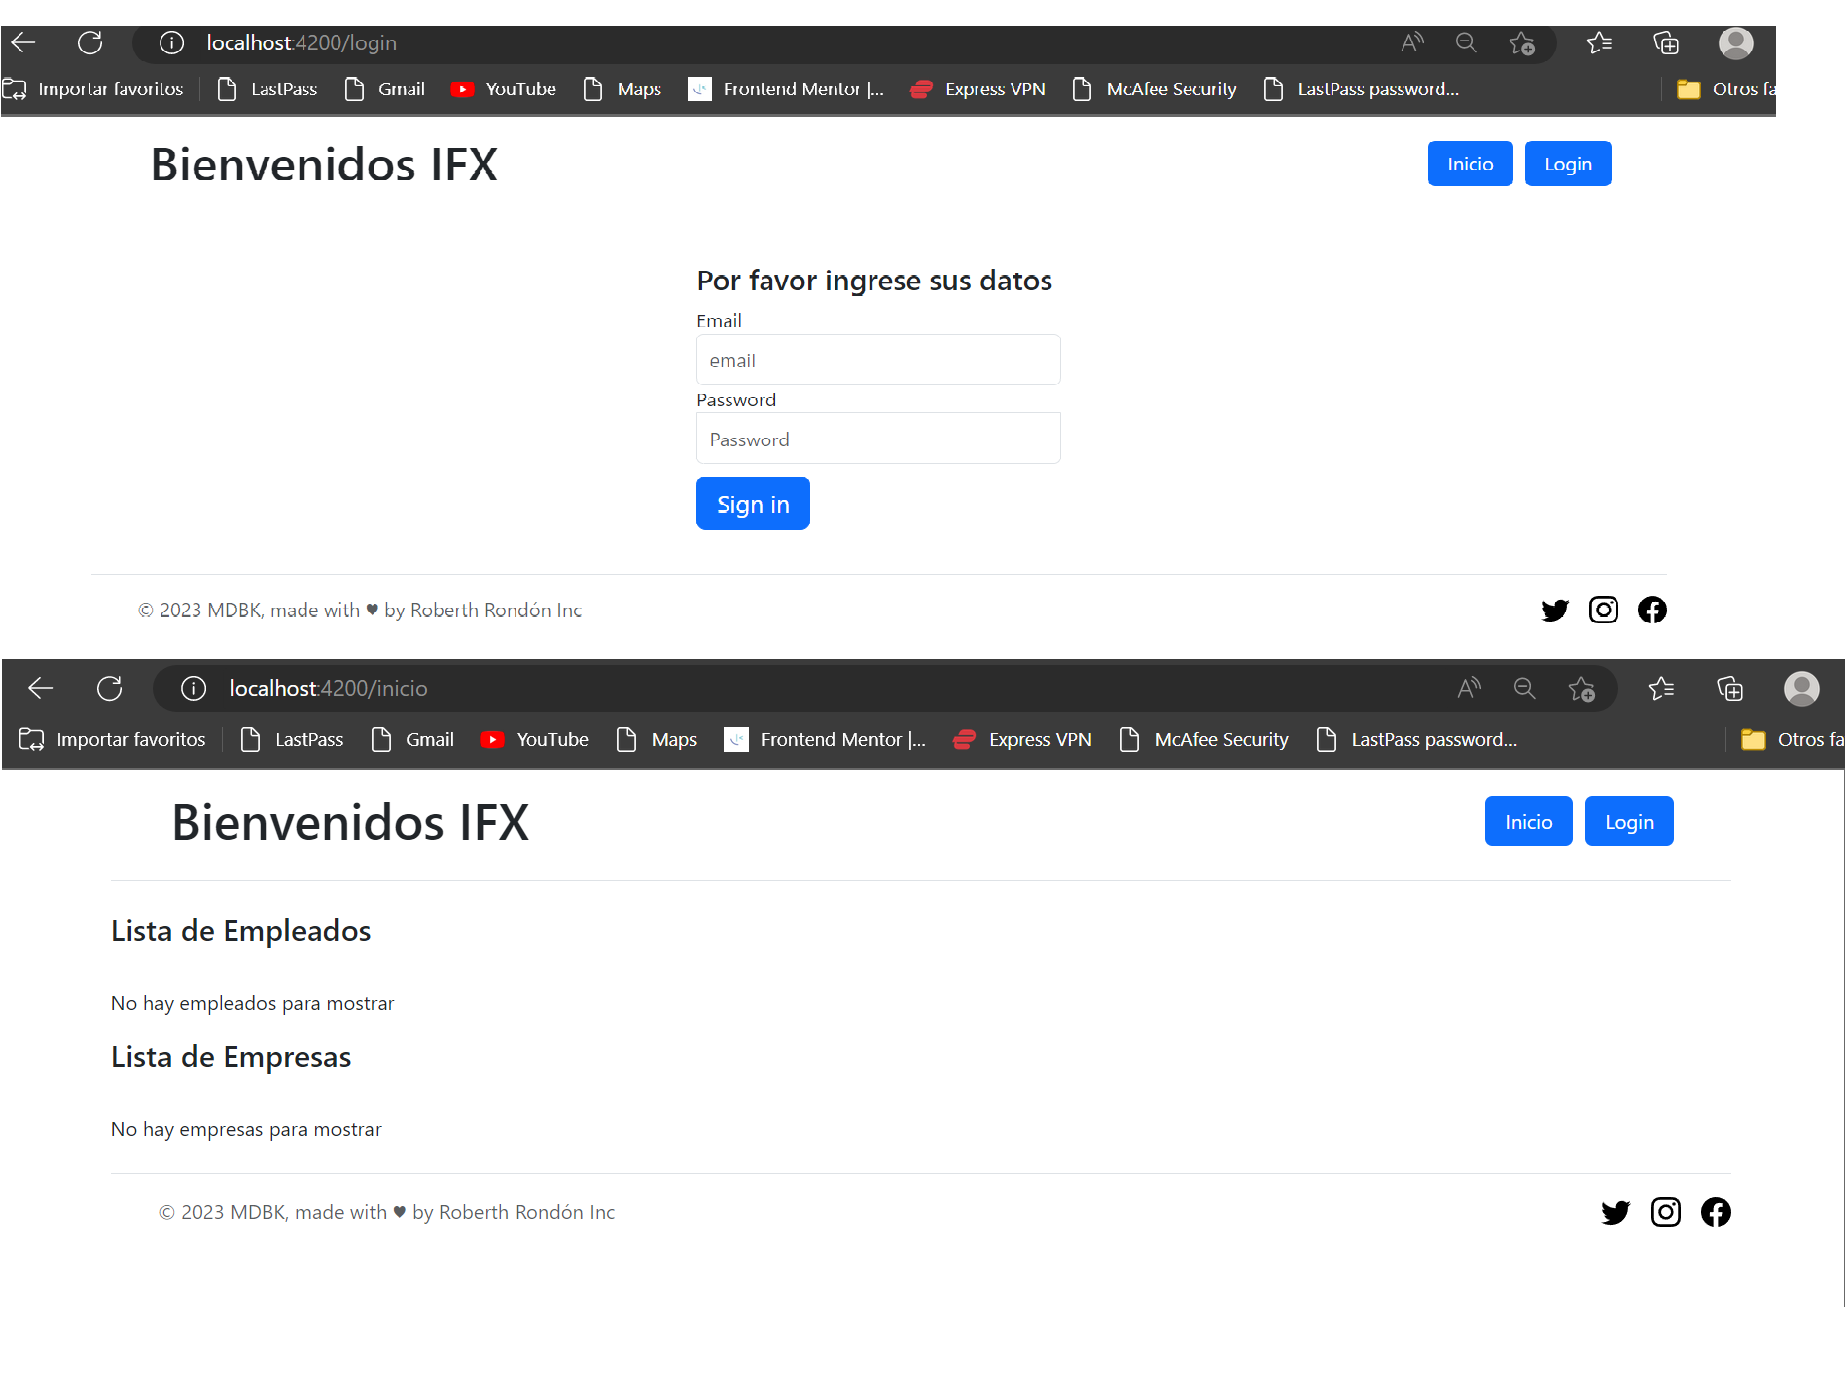 localhost:4200/login
Importar favoritos LastPass Gmail YouTube Maps Frontend Mentor |... Express VPN McAfee Security LastPass password... Otros fa
Bienvenidos IFX Inicio Login
Por favor ingrese sus datos
Email
email
Password
Password
Sign in
© 2023 MDBK, made with ♥ by Roberth Rondón Inc
localhost:4200/inicio
Importar favoritos LastPass Gmail YouTube Maps Frontend Mentor |... Express VPN McAfee Security LastPass password... Otros fa
Bienvenidos IFX Inicio Login
Lista de Empleados
No hay empleados para mostrar
Lista de Empresas
No hay empresas para mostrar
© 2023 MDBK, made with ♥ by Roberth Rondón Inc